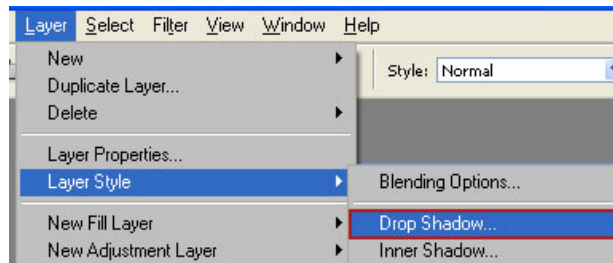 Layer Select Filter View Window Help
New
Style: Normal
Duplicate Layer...
Delete
Layer Properties...
Layer Style
Blending Options...
New Fill Layer
Drop Shadow...
New Adjustment Layer
Inner Shadow...